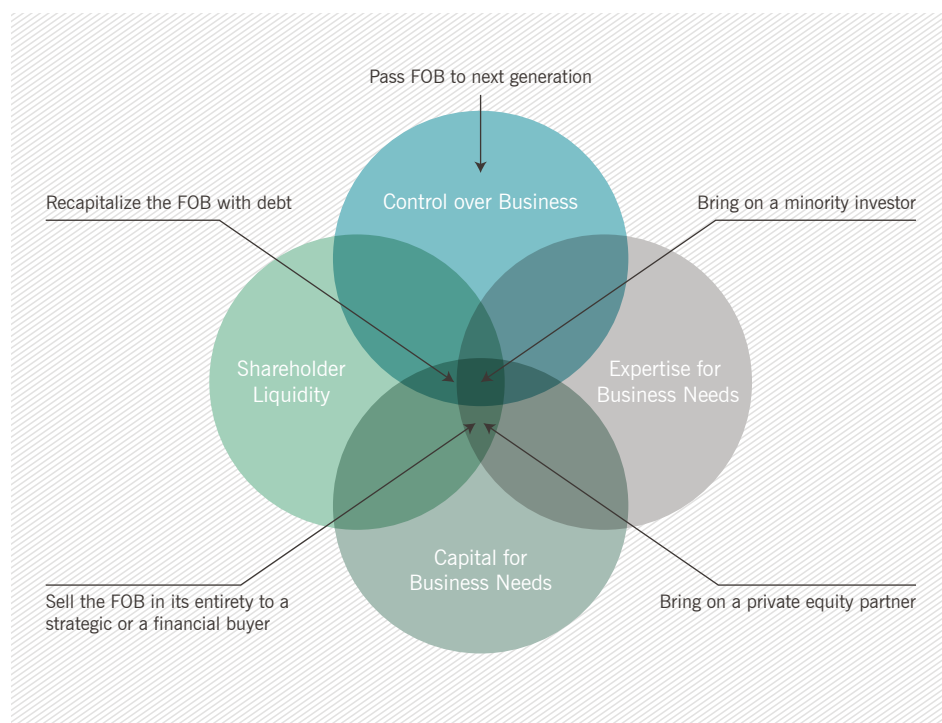 Pass FOB to next generation
Recapitalize the FOB with debt
Control over Business
Bring on a minority investor
Shareholder
Liquidity
Expertise for
Business Needs
Capital for
Business Needs
Sell the FOB in its entirety to a
strategic or a financial buyer
Bring on a private equity partner